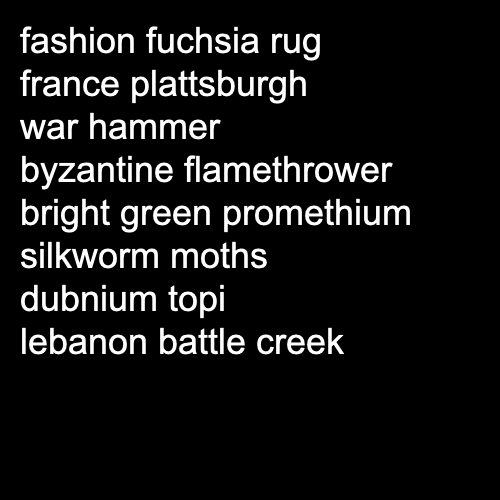 fashion fuchsia rug
france plattsburgh
war hammer
byzantine flamethrower
bright green promethium
silkworm moths
dubnium topi
lebanon battle creek